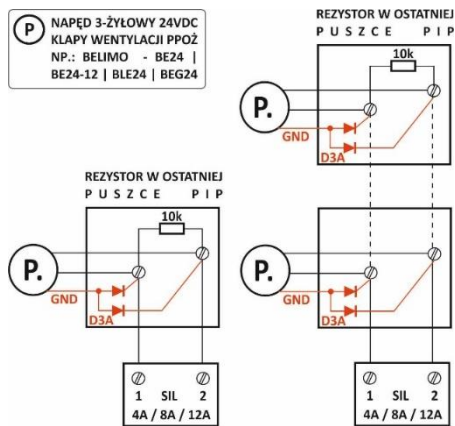 P
NAPĘD 3-ŻYŁOWY 24VDC
KLAPY WENTYLACJI PPOŻ
NP.: BELIMO - BE24 |
BE24-12 | BLE24 | BEG24
REZYSTOR W OSTATNIEJ
PUSZCE PIP
10k
P.
GND
D3A
REZYSTOR W OSTATNIEJ
PUSZCE PIP
10k
P.
GND
D3A
P.
GND
D3A
1 SIL 2
4A / 8A / 12A
1 SIL 2
4A / 8A / 12A